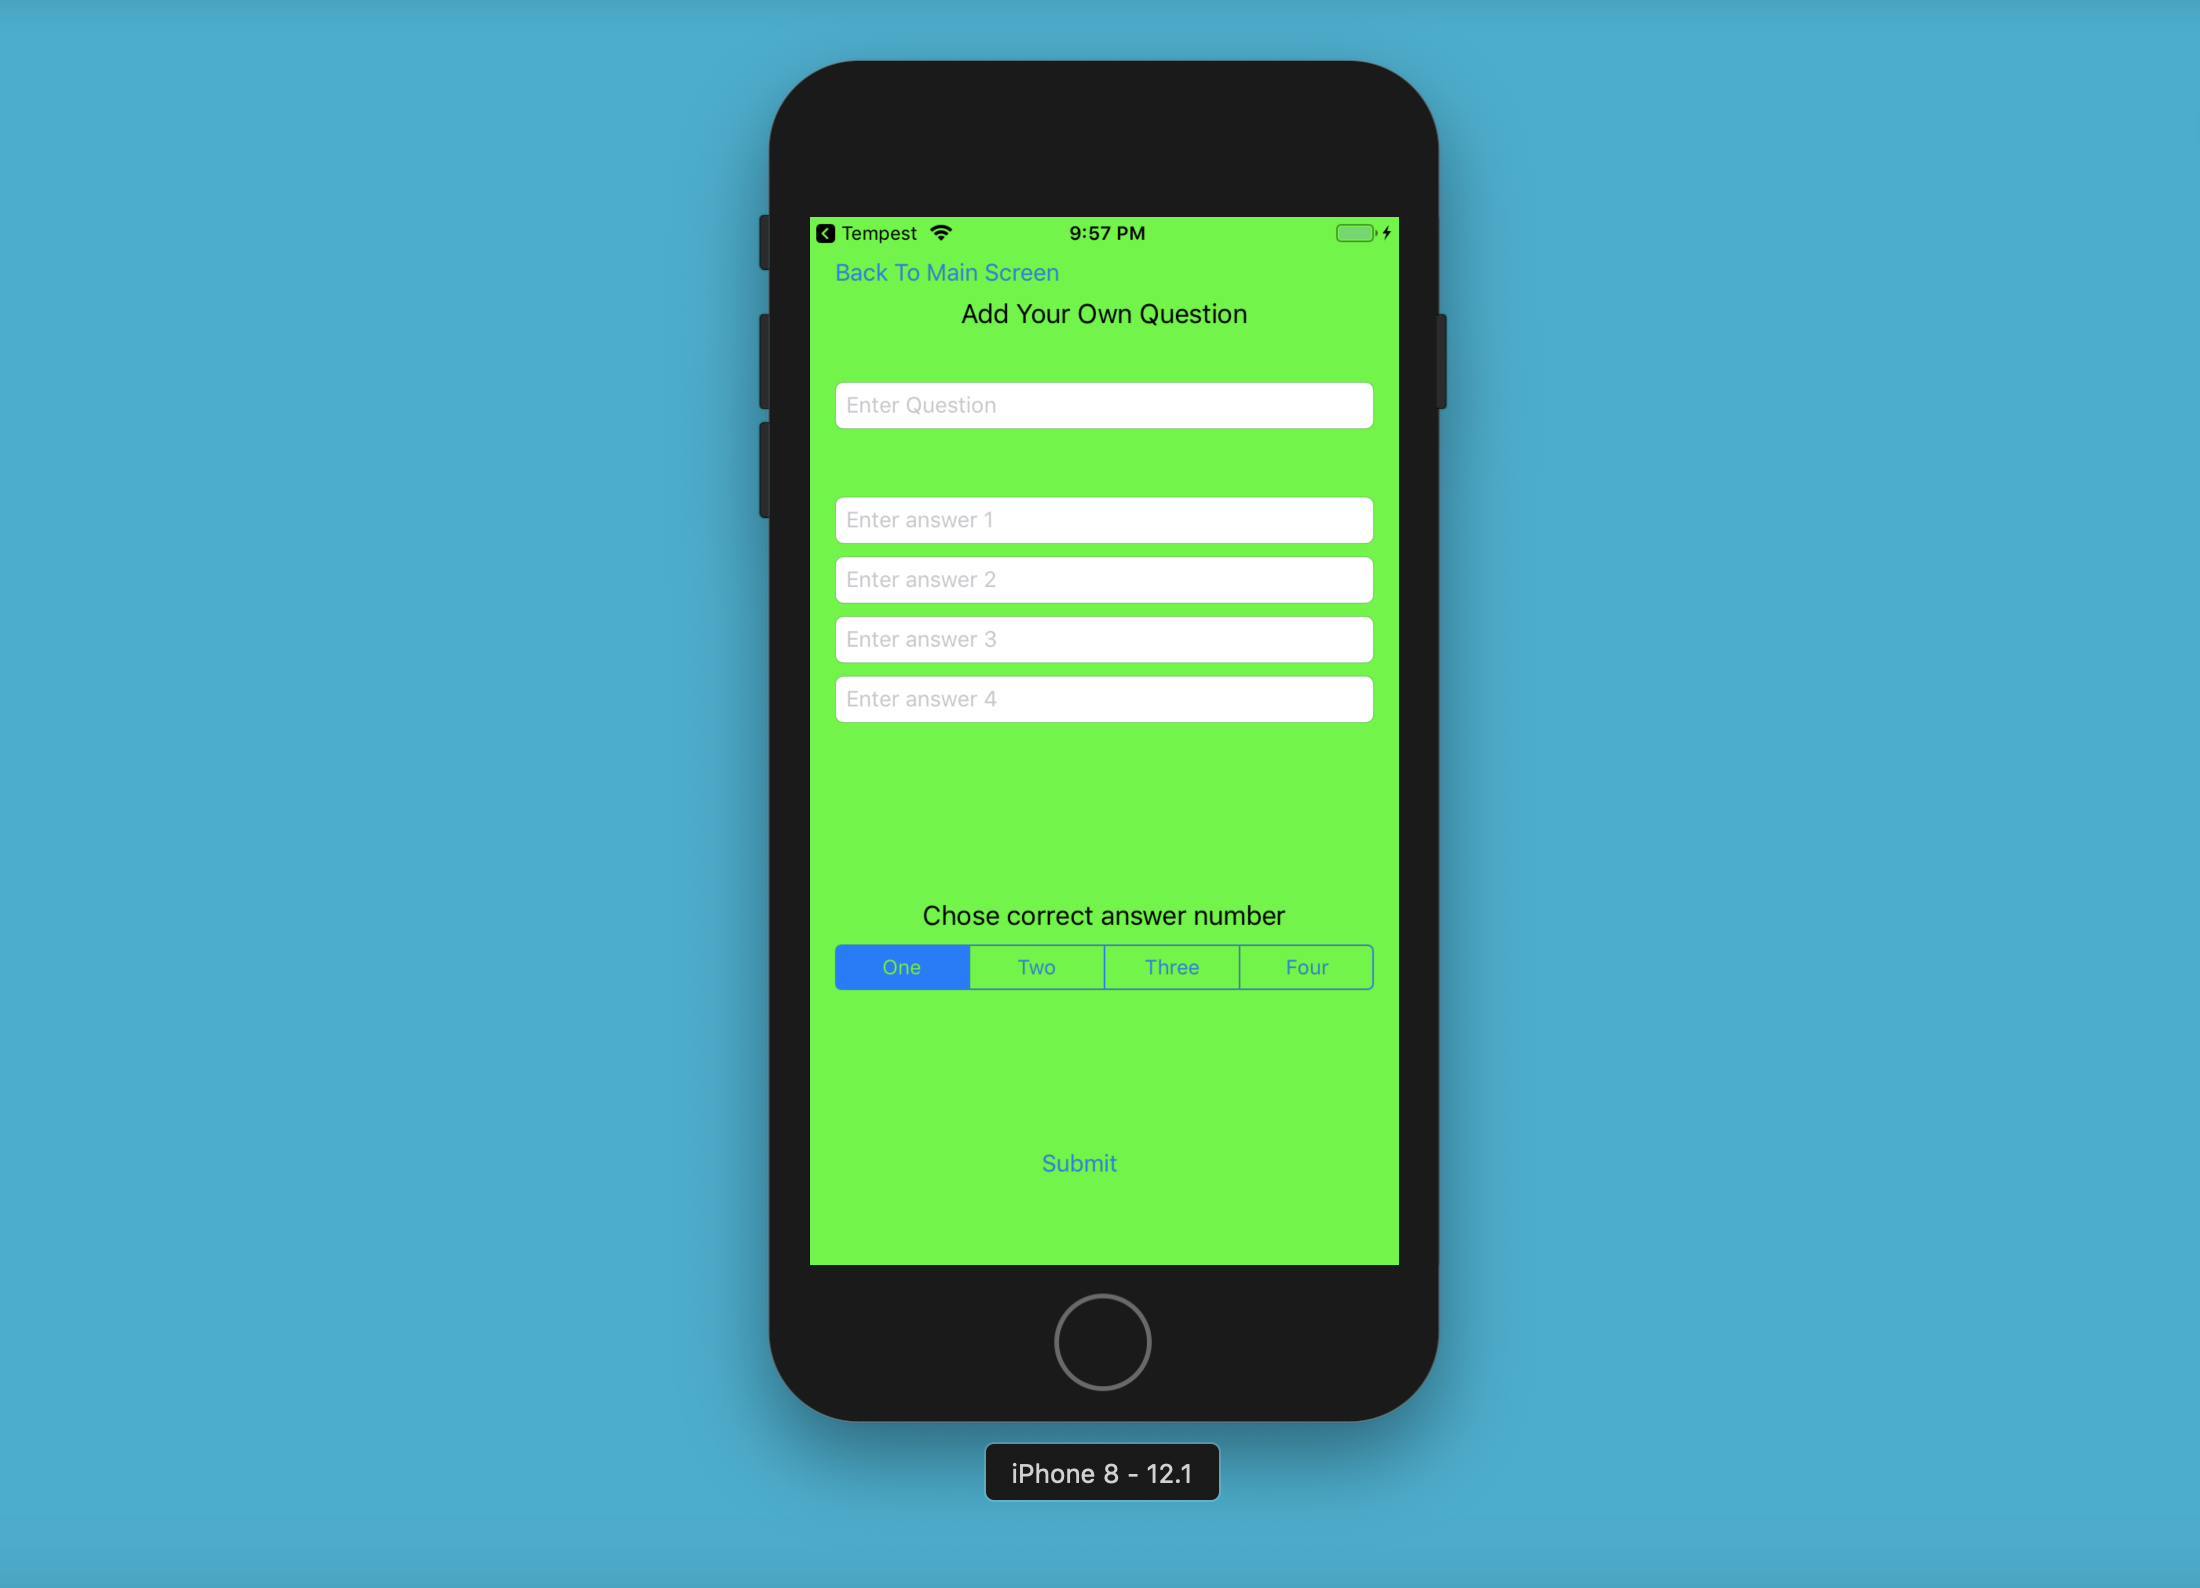 Tempest 9:57 PM
Back To Main Screen
Add Your Own Question
Enter Question
Enter answer 1
Enter answer 2
Enter answer 3
Enter answer 4
Chose correct answer number
One Two Three Four
Submit
iPhone 8 - 12.1